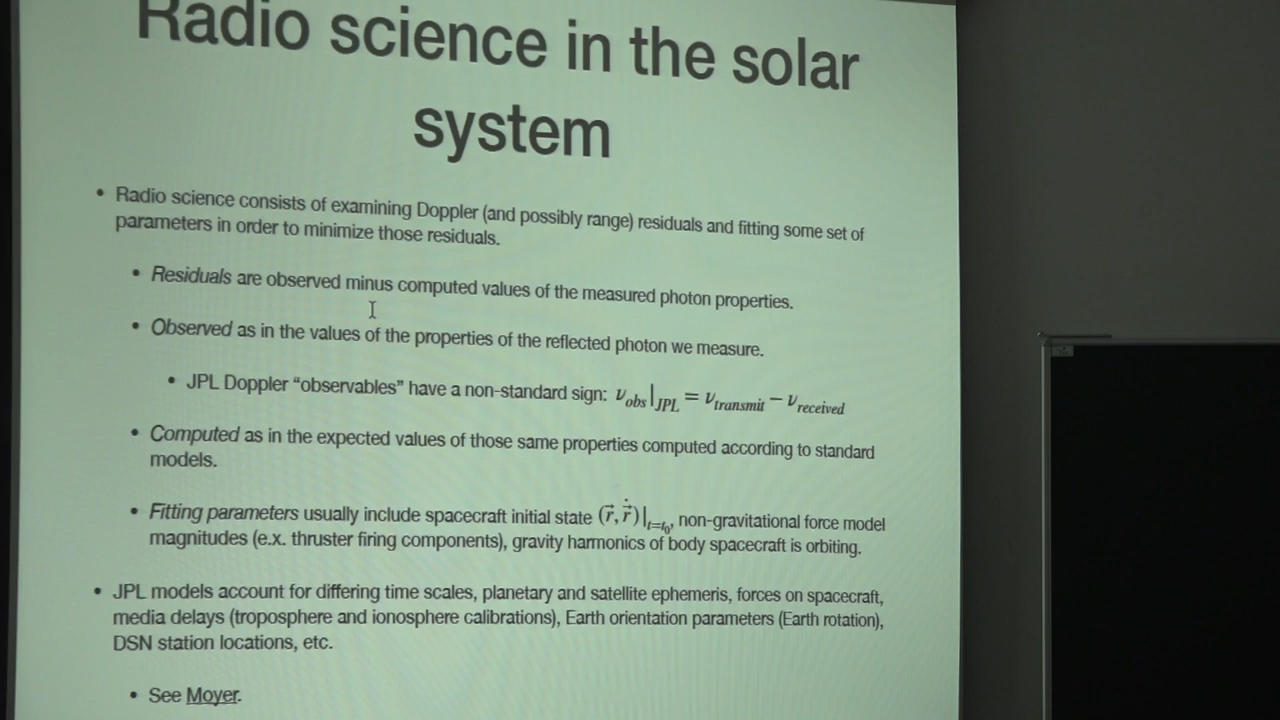 Radio science in the solar
system
• Radio science consists of examining Doppler (and possibly range) residuals and fitting some set of
parameters in order to minimize those residuals.
• Residuals are observed minus computed values of the measured photon properties.
• Observed as in the values of the properties of the reflected photon we measure.
• JPL Doppler “observables” have a non-standard sign: ν_obs|_JPL = ν_transmit − ν_received
• Computed as in the expected values of those same properties computed according to standard
models.
• Fitting parameters usually include spacecraft initial state (r⃗, ṙ⃗)|_{t=t₀}, non-gravitational force model
magnitudes (e.x. thruster firing components), gravity harmonics of body spacecraft is orbiting.
• JPL models account for differing time scales, planetary and satellite ephemeris, forces on spacecraft,
media delays (troposphere and ionosphere calibrations), Earth orientation parameters (Earth rotation),
DSN station locations, etc.
• See Moyer.